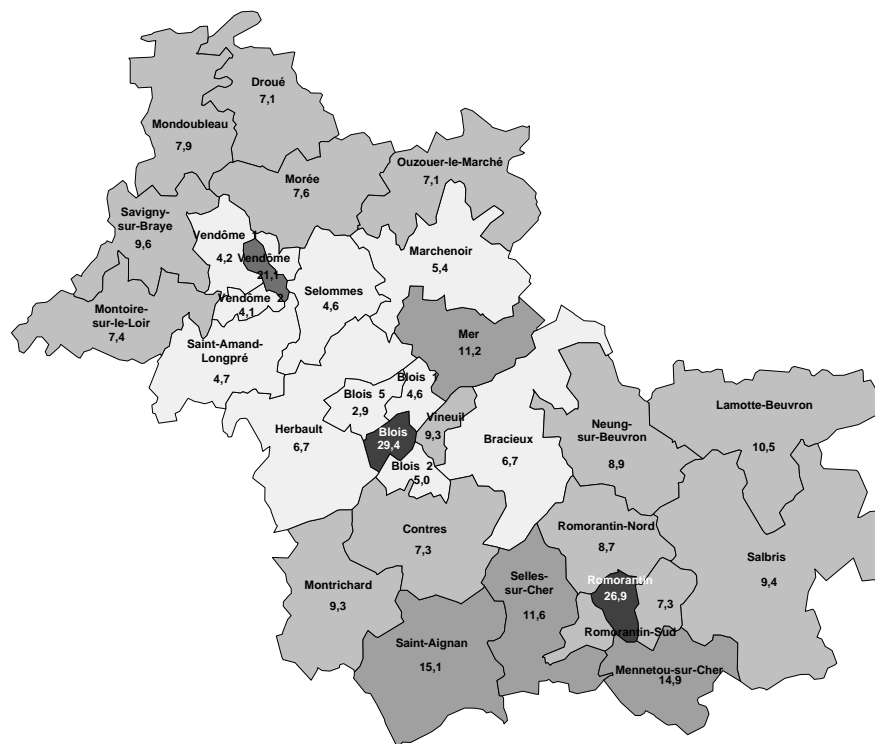 Droué
7,1
Mondoubleau
7,9
Ouzouer-le-Marché
7,1
Morée
7,6
Savigny-
sur-Braye
9,6
Vendôme 1
4,2
Vendôme
21,1
Marchenoir
5,4
Selommes
4,6
Vendôme 2
4,1
Montoire-
sur-le-Loir
7,4
Mer
11,2
Saint-Amand-
Longpré
4,7
Blois 1
4,6
Blois 5
2,9
Vineuil
9,3
Lamotte-Beuvron
10,5
Herbault
6,7
Blois
29,4
Bracieux
6,7
Neung-
sur-Beuvron
8,9
Blois 2
5,0
Contres
7,3
Romorantin-Nord
8,7
Salbris
9,4
Montrichard
9,3
Selles-
sur-Cher
11,6
Romorantin
26,9
7,3
Romorantin-Sud
Saint-Aignan
15,1
Mennetou-sur-Cher
14,9